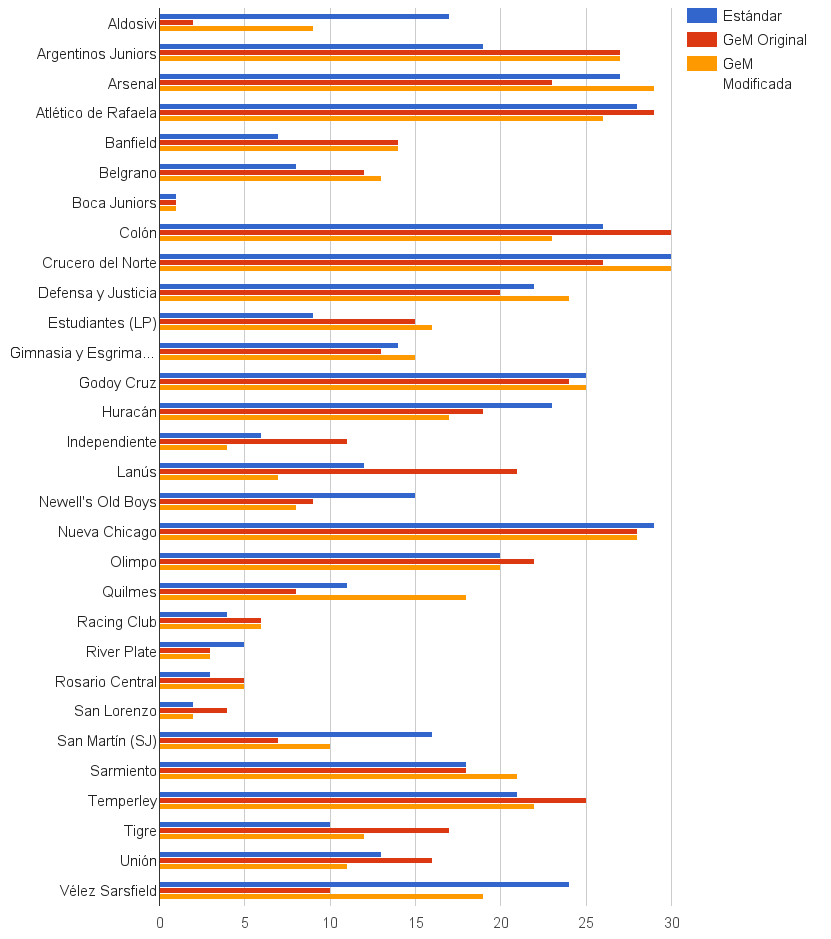 Aldosivi
Argentinos Juniors
Arsenal
Atlético de Rafaela
Banfield
Belgrano
Boca Juniors
Colón
Crucero del Norte
Defensa y Justicia
Estudiantes (LP)
Gimnasia y Esgrima...
Godoy Cruz
Huracán
Independiente
Lanús
Newell's Old Boys
Nueva Chicago
Olimpo
Quilmes
Racing Club
River Plate
Rosario Central
San Lorenzo
San Martín (SJ)
Sarmiento
Temperley
Tigre
Unión
Vélez Sarsfield
0 5 10 15 20 25 30
Estándar
GeM Original
GeM
Modificada